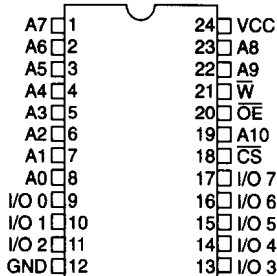 A7 1 24 VCC
A6 2 23 A8
A5 3 22 A9
A4 4 21 W̅
A3 5 20 O̅E̅
A2 6 19 A10
A1 7 18 C̅S̅
A0 8 17 I/O 7
I/O 0 9 16 I/O 6
I/O 1 10 15 I/O 5
I/O 2 11 14 I/O 4
GND 12 13 I/O 3